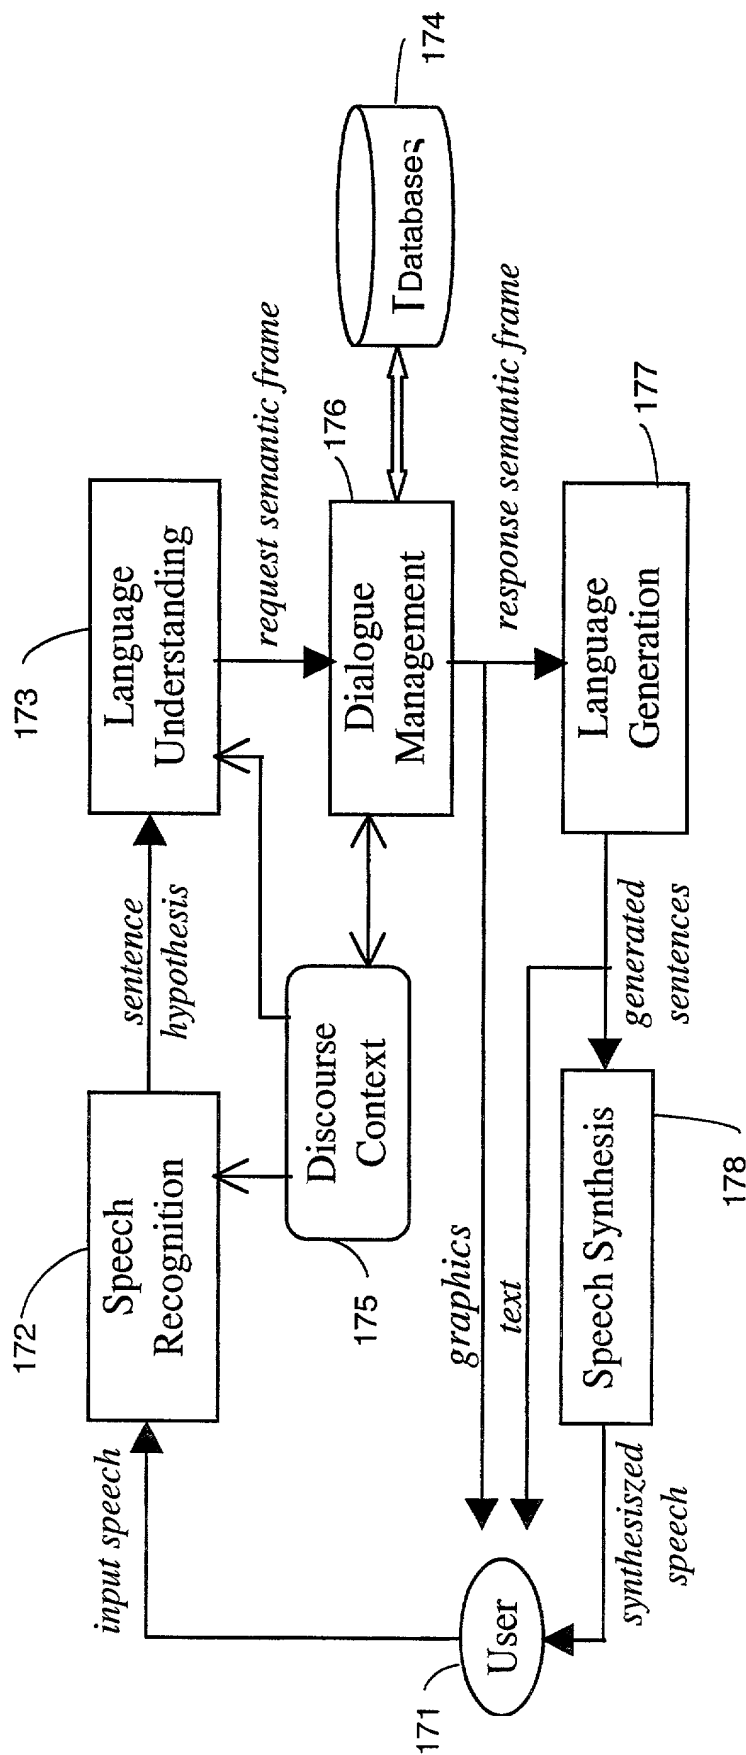 172
173
input speech
Speech
Recognition
sentence
hypothesis
Language
Understanding
request semantic frame
175
Discourse
Context
176
Dialogue
Management
Databases
174
graphics
text
response semantic frame
171
User
177
Language
Generation
generated
sentences
Speech Synthesis
178
synthesiszed
speech